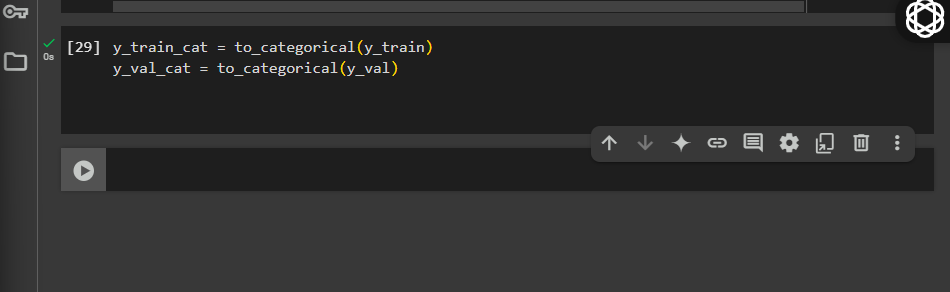 [29] y_train_cat = to_categorical(y_train)
y_val_cat = to_categorical(y_val)
0s